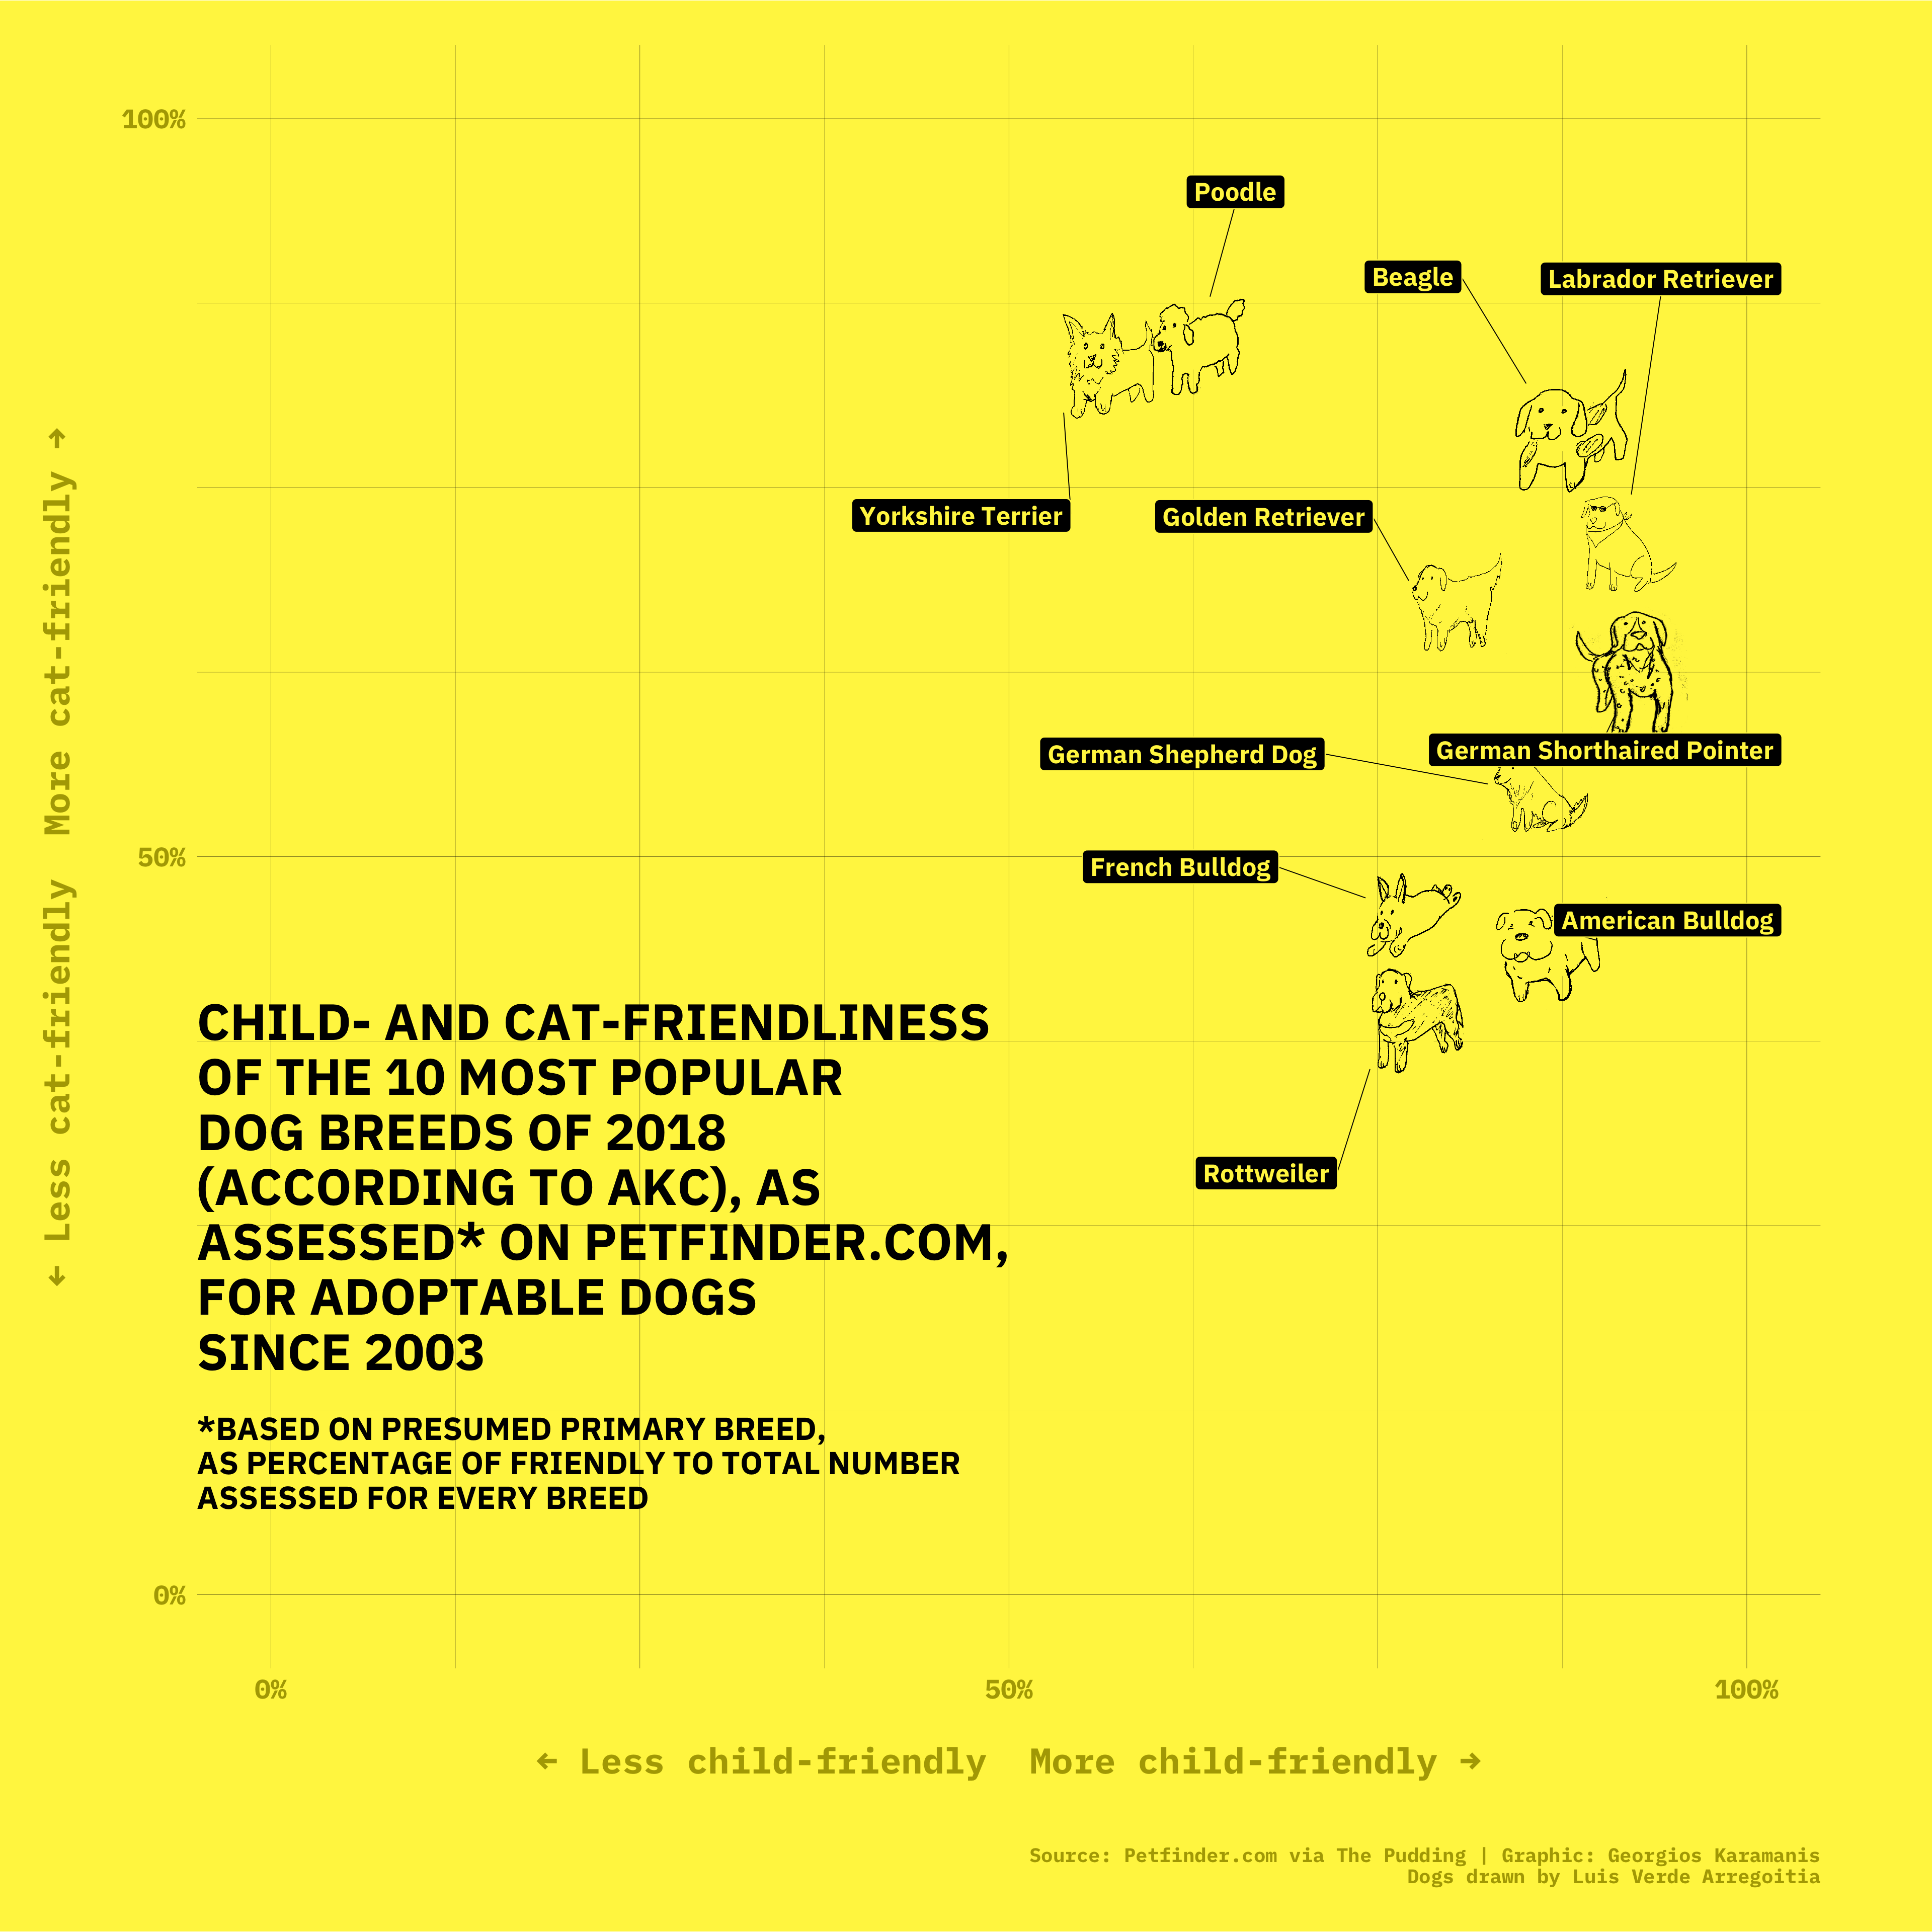 100%
Poodle
Beagle
Labrador Retriever
Yorkshire Terrier
Golden Retriever
German Shepherd Dog
German Shorthaired Pointer
50%
French Bulldog
American Bulldog
Rottweiler
← Less cat-friendly  More cat-friendly →
CHILD- AND CAT-FRIENDLINESS
OF THE 10 MOST POPULAR
DOG BREEDS OF 2018
(ACCORDING TO AKC), AS
ASSESSED* ON PETFINDER.COM,
FOR ADOPTABLE DOGS
SINCE 2003
*BASED ON PRESUMED PRIMARY BREED,
AS PERCENTAGE OF FRIENDLY TO TOTAL NUMBER
ASSESSED FOR EVERY BREED
0%
0%
50%
100%
← Less child-friendly  More child-friendly →
Source: Petfinder.com via The Pudding | Graphic: Georgios Karamanis
Dogs drawn by Luis Verde Arregoitia